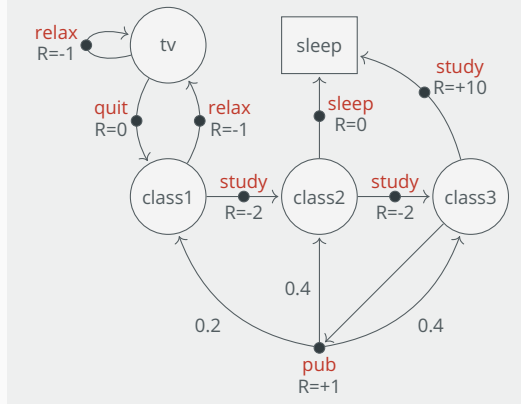 relax
R=-1
tv
sleep
study
R=+10
quit
R=0
relax
R=-1
sleep
R=0
class1
study
R=-2
class2
study
R=-2
class3
0.4
0.2
0.4
pub
R=+1